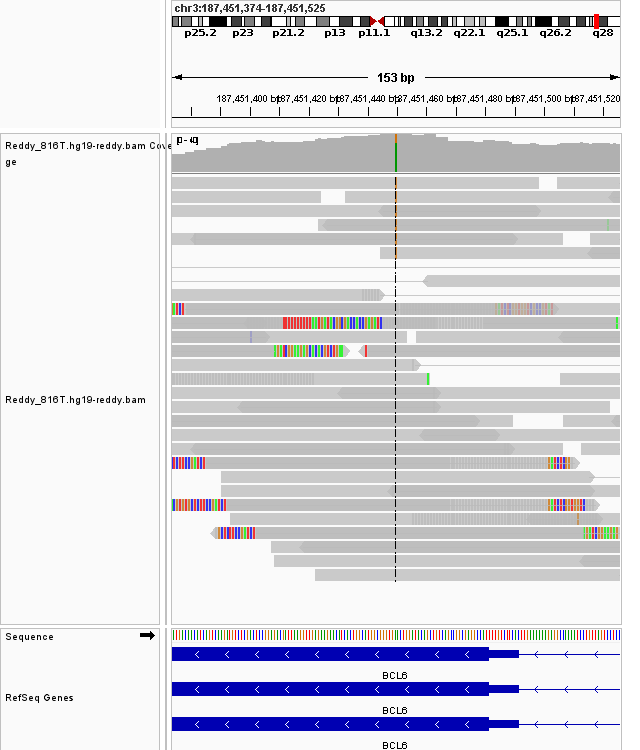 chr3:187,451,374-187,451,525
p25.2 p23 p21.2 p13 p11.1 q13.2 q22.1 q25.1 q26.2 q28
153 bp
187,451,400 bp 187,451,420 bp 187,451,440 bp 187,451,460 bp 187,451,480 bp 187,451,500 bp 187,451,520
Reddy_816T.hg19-reddy.bam Cove
ge
Reddy_816T.hg19-reddy.bam
Sequence
BCL6
RefSeq Genes
BCL6
BCL6